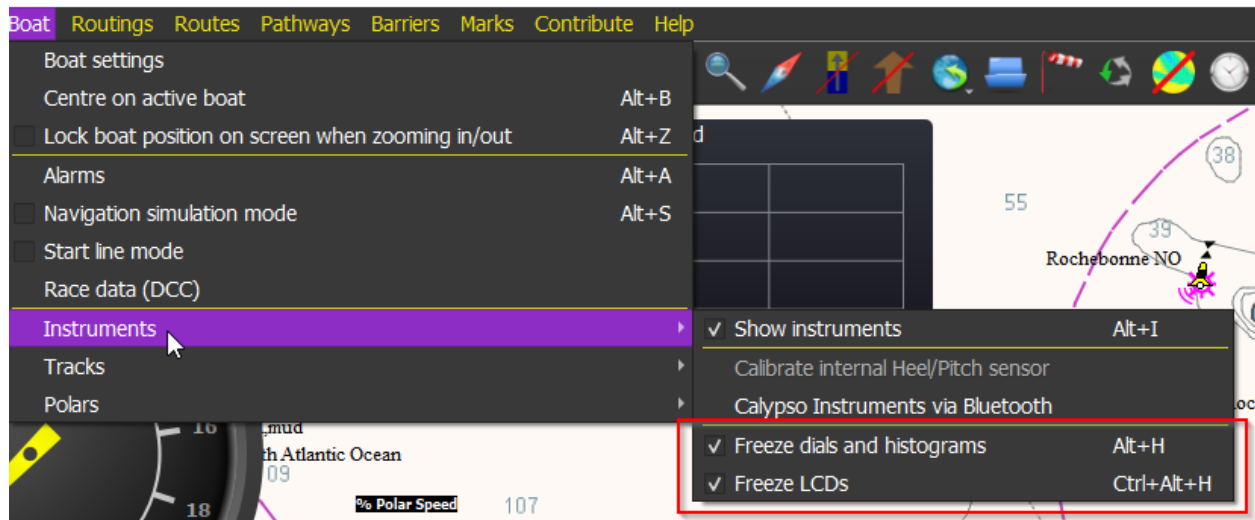 Boat Routings Routes Pathways Barriers Marks Contribute Help
Boat settings
Centre on active boat Alt+B
Lock boat position on screen when zooming in/out Alt+Z
Alarms Alt+A
Navigation simulation mode Alt+S
Start line mode
Race data (DCC)
Instruments
Tracks
Polars
Show instruments Alt+I
Calibrate internal Heel/Pitch sensor
Calypso Instruments via Bluetooth
Freeze dials and histograms Alt+H
Freeze LCDs Ctrl+Alt+H
38
55
39
Rochebonne NO
16
mud
th Atlantic Ocean
09
% Polar Speed
107
18